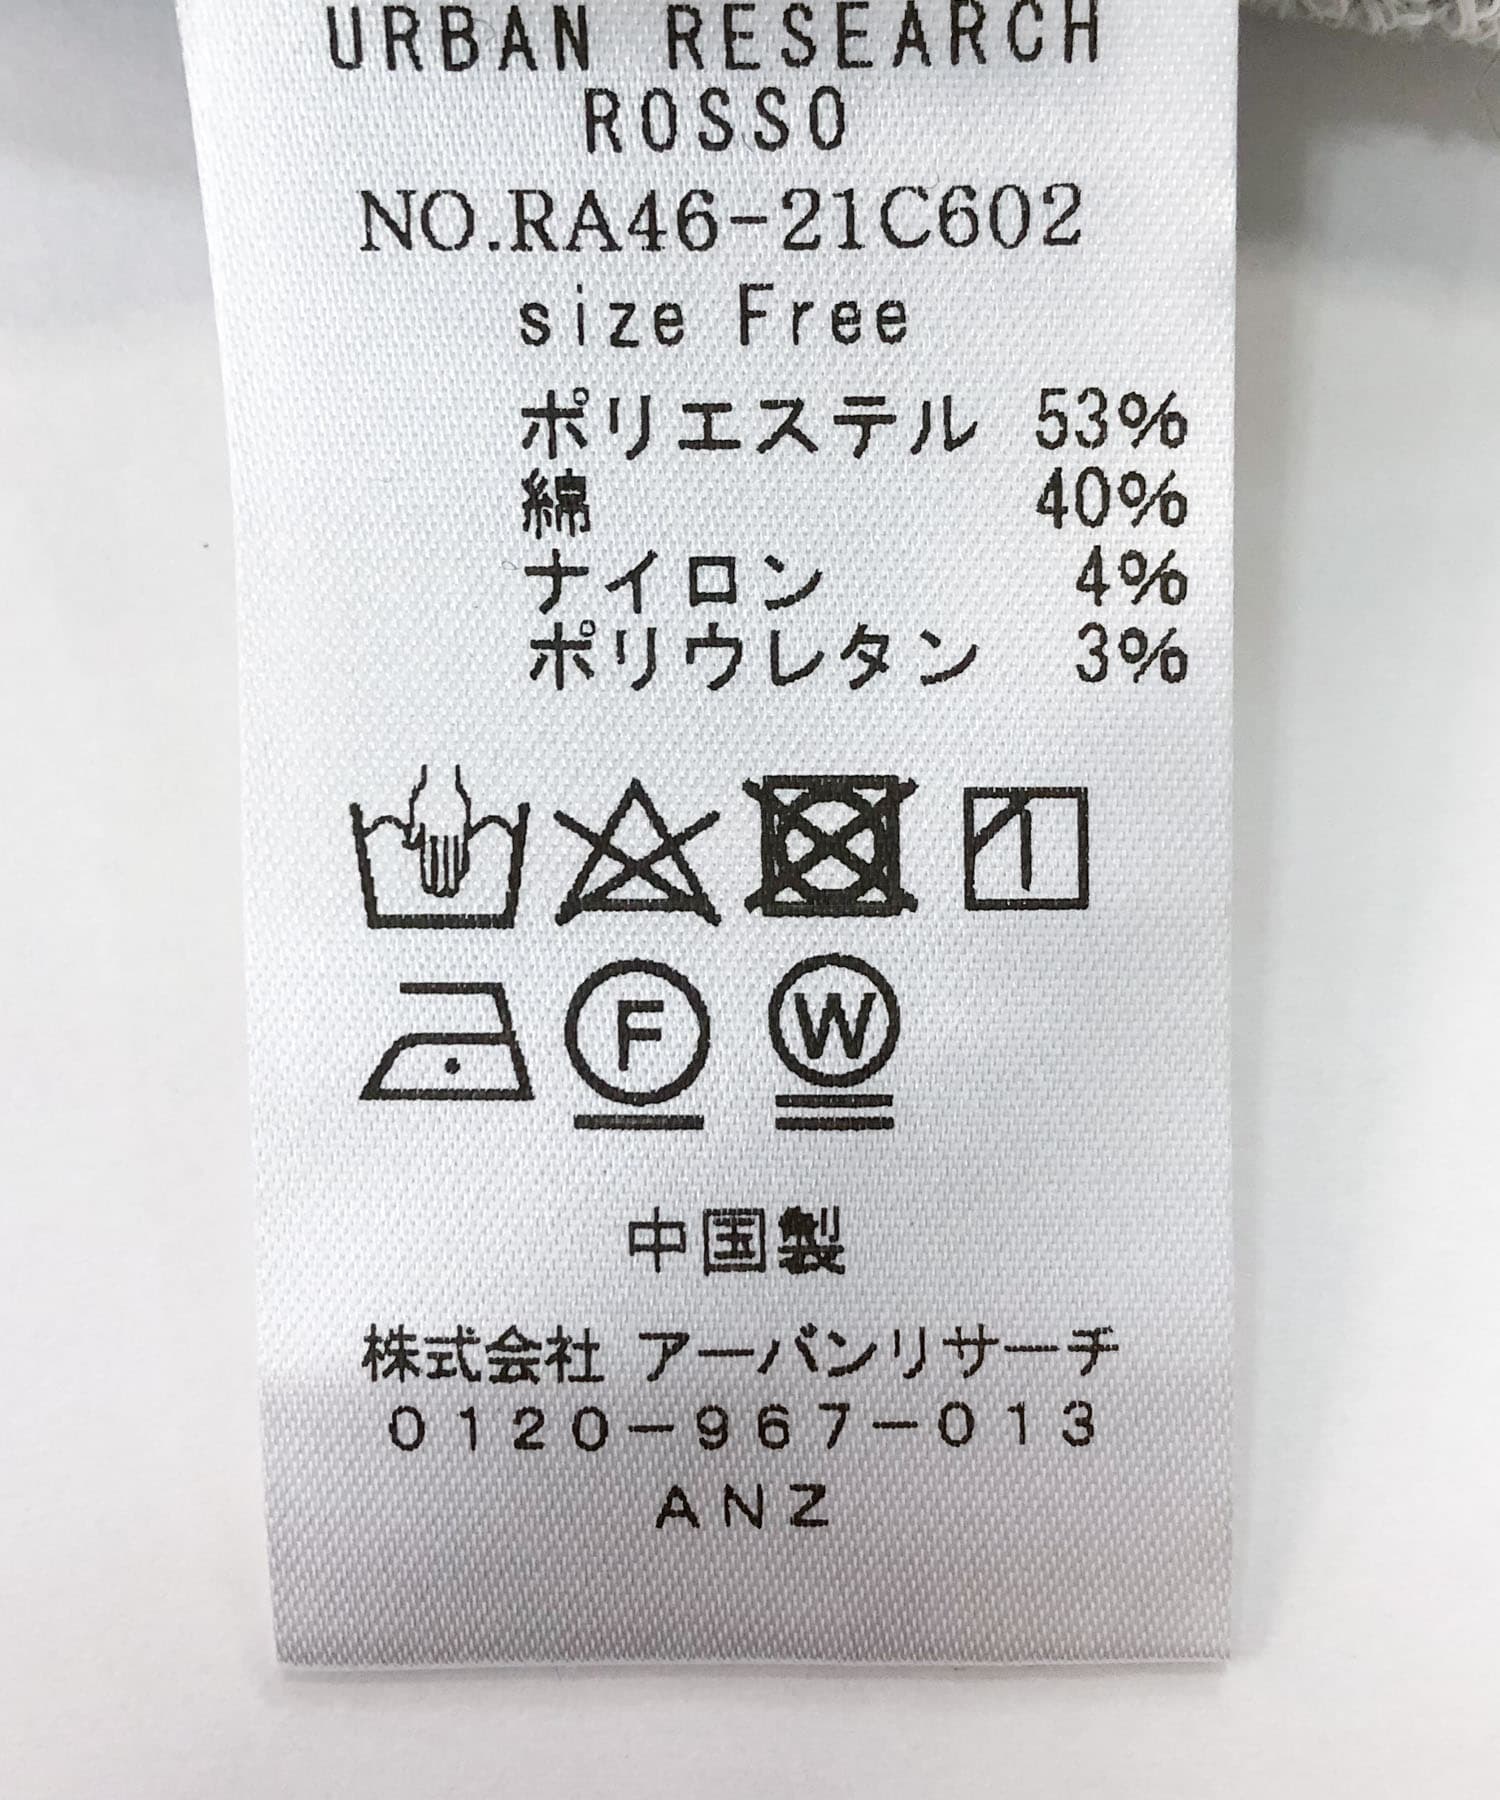 URBAN RESEARCH
ROSSO
NO.RA46-21C602
size Free
ポリエステル 53%
綿 40%
ナイロン 4%
ポリウレタン 3%
F W
中国製
株式会社 アーバンリサーチ
0120-967-013
ANZ